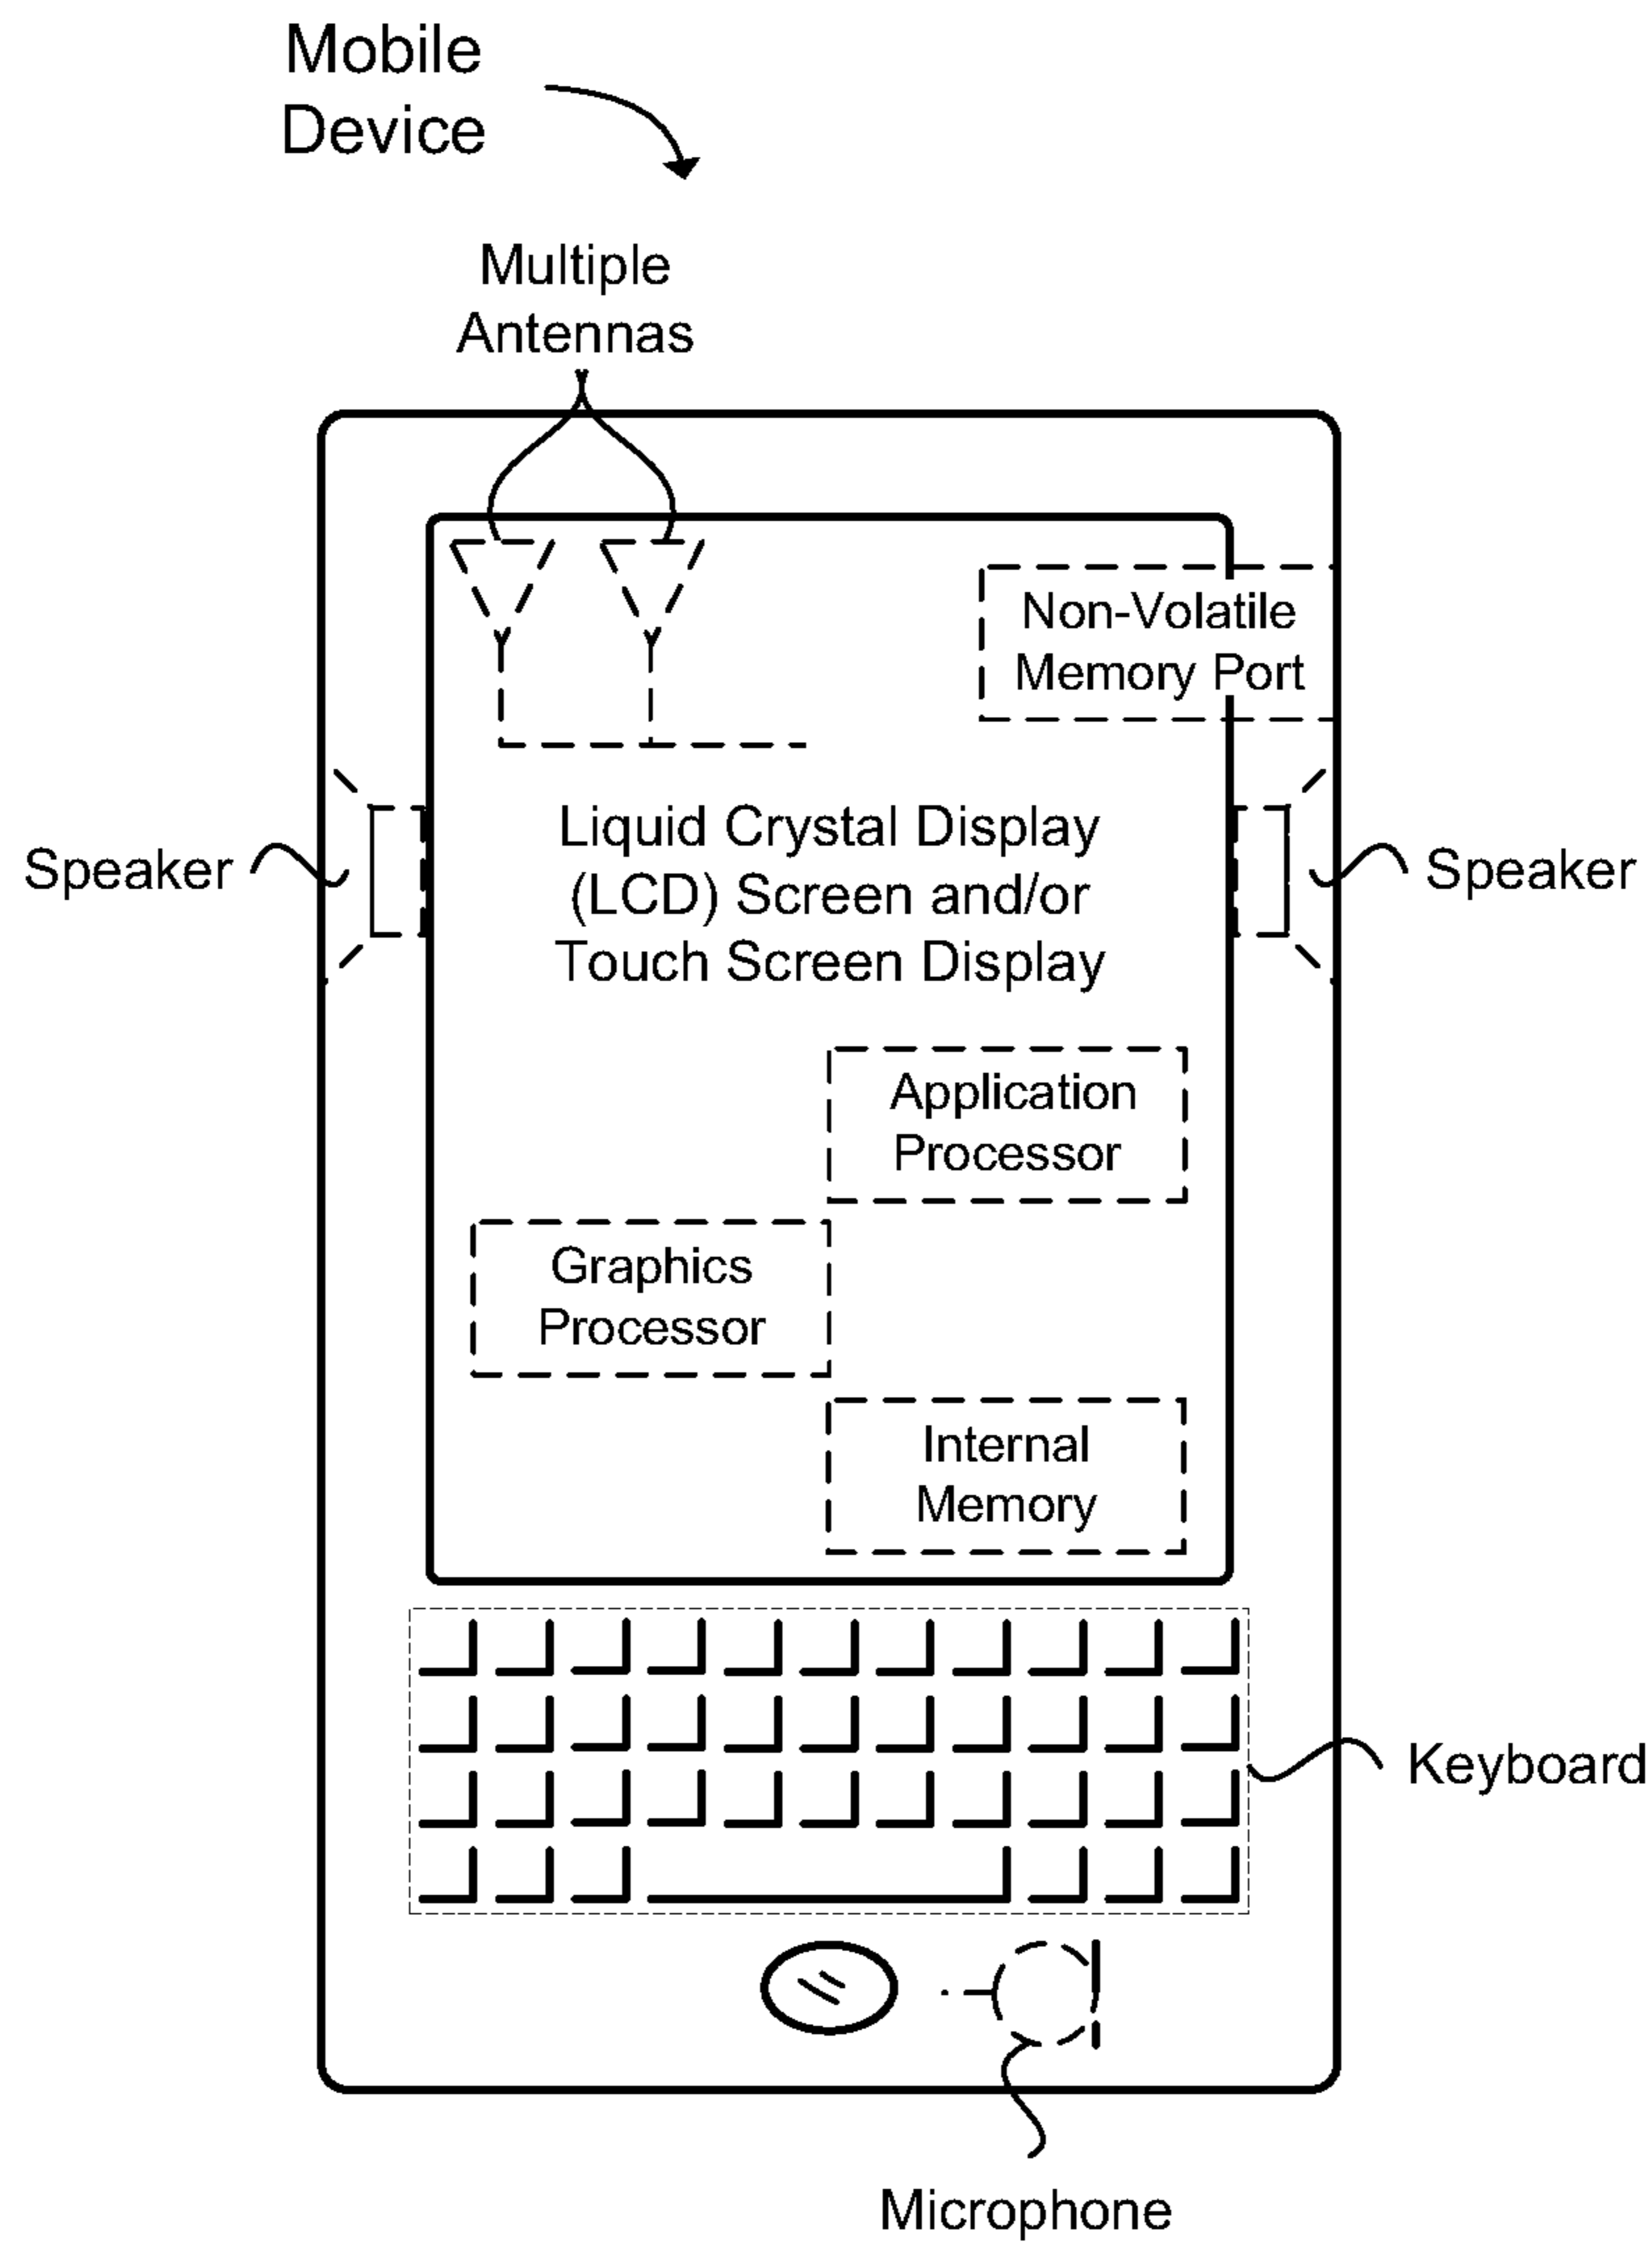 Mobile
Device
Multiple
Antennas
Non-Volatile
Memory Port
Speaker
Liquid Crystal Display
(LCD) Screen and/or
Touch Screen Display
Speaker
Application
Processor
Graphics
Processor
Internal
Memory
Keyboard
Microphone